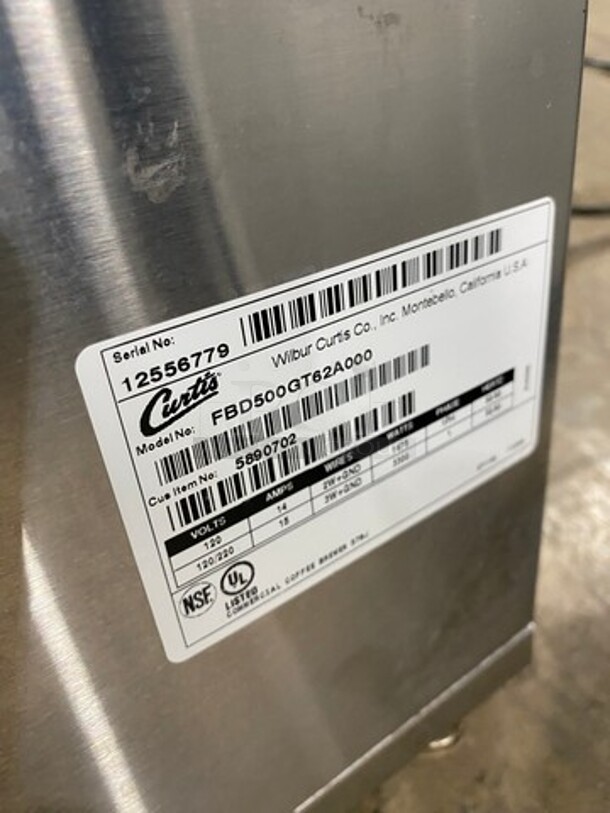 Serial No:
12556779
Wilbur Curtis Co., Inc. Montebello, California U.S.A.
Curtis
Model No: FBD500GT62A000
Cus Item No: 5890702
VOLTS AMPS WIRES WATTS PHASE HERTZ
120 14 2W+GND
120/220 15 3W+GND 3300 1
NSF
UL
LISTED
COMMERCIAL COFFEE BREWER